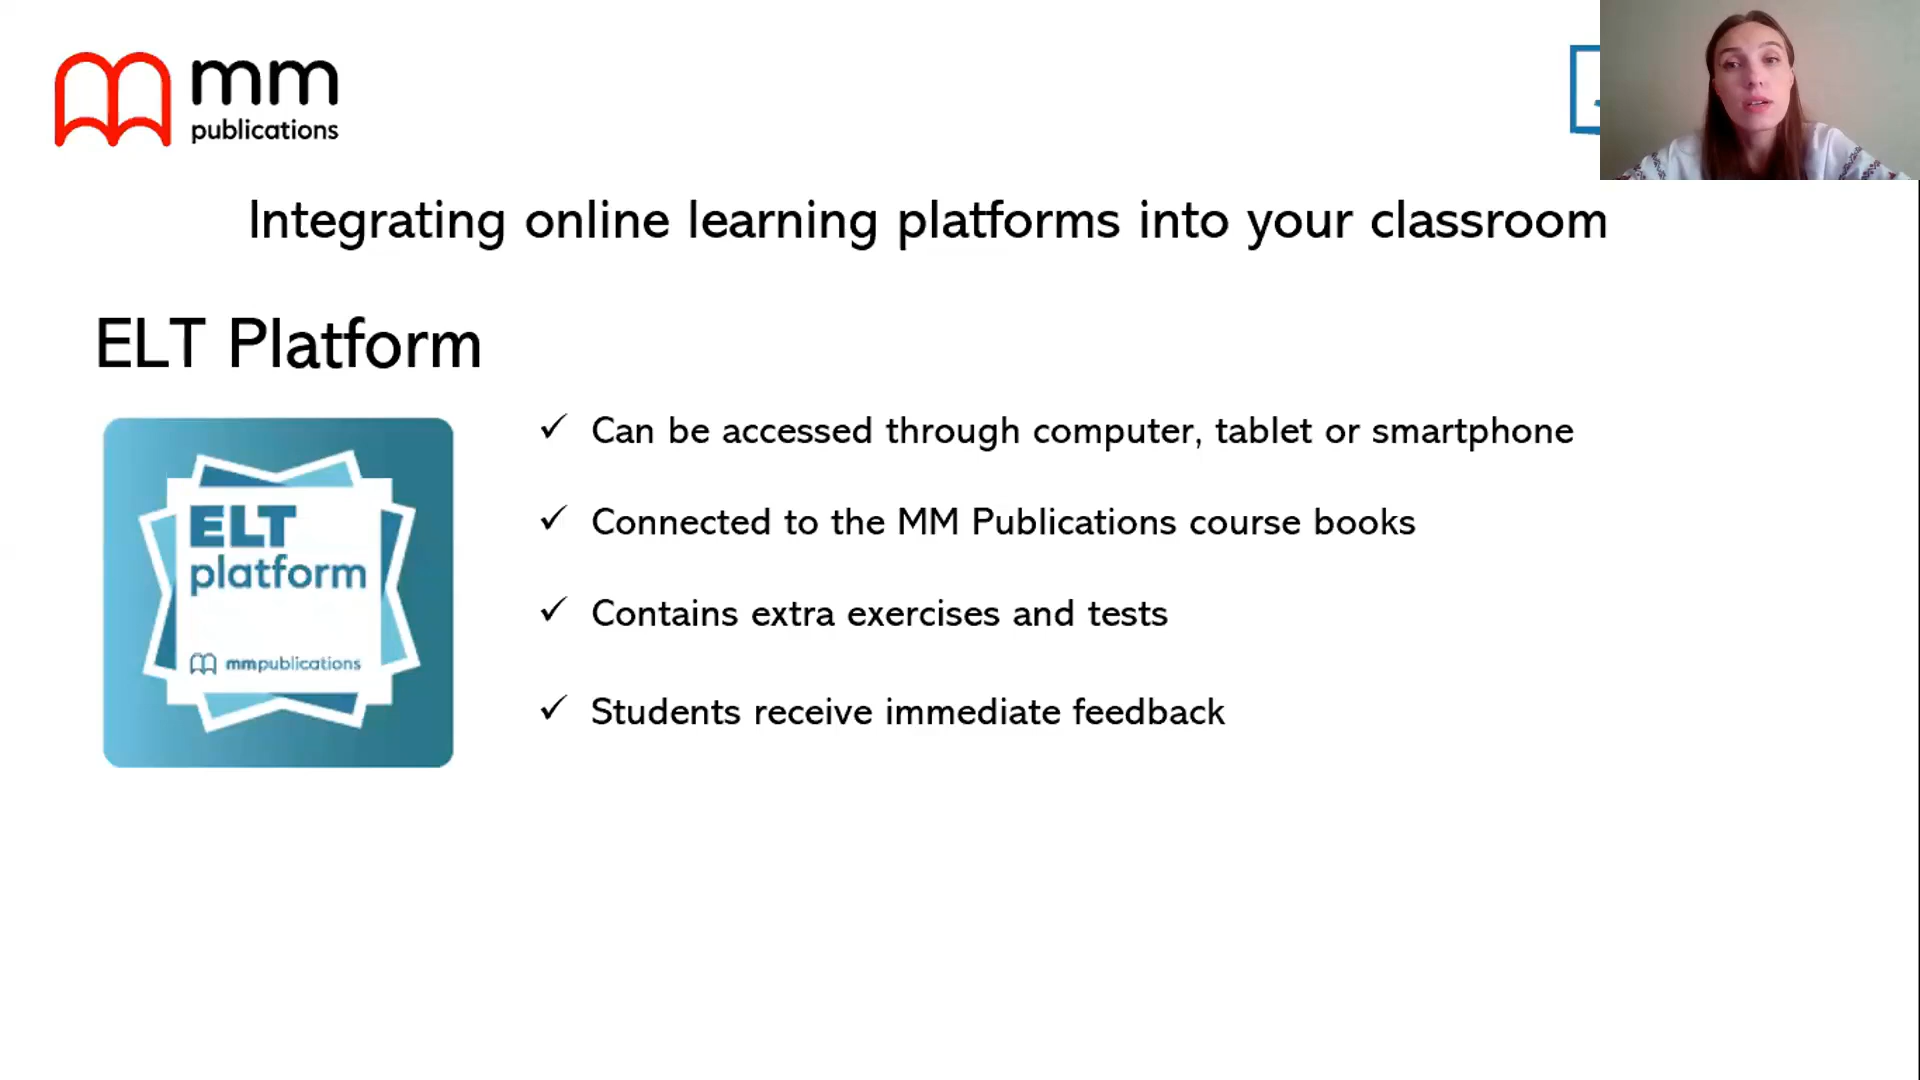 mm
publications
Integrating online learning platforms into your classroom
ELT Platform
ELT
platform
mmpublications
✓ Can be accessed through computer, tablet or smartphone
✓ Connected to the MM Publications course books
✓ Contains extra exercises and tests
✓ Students receive immediate feedback